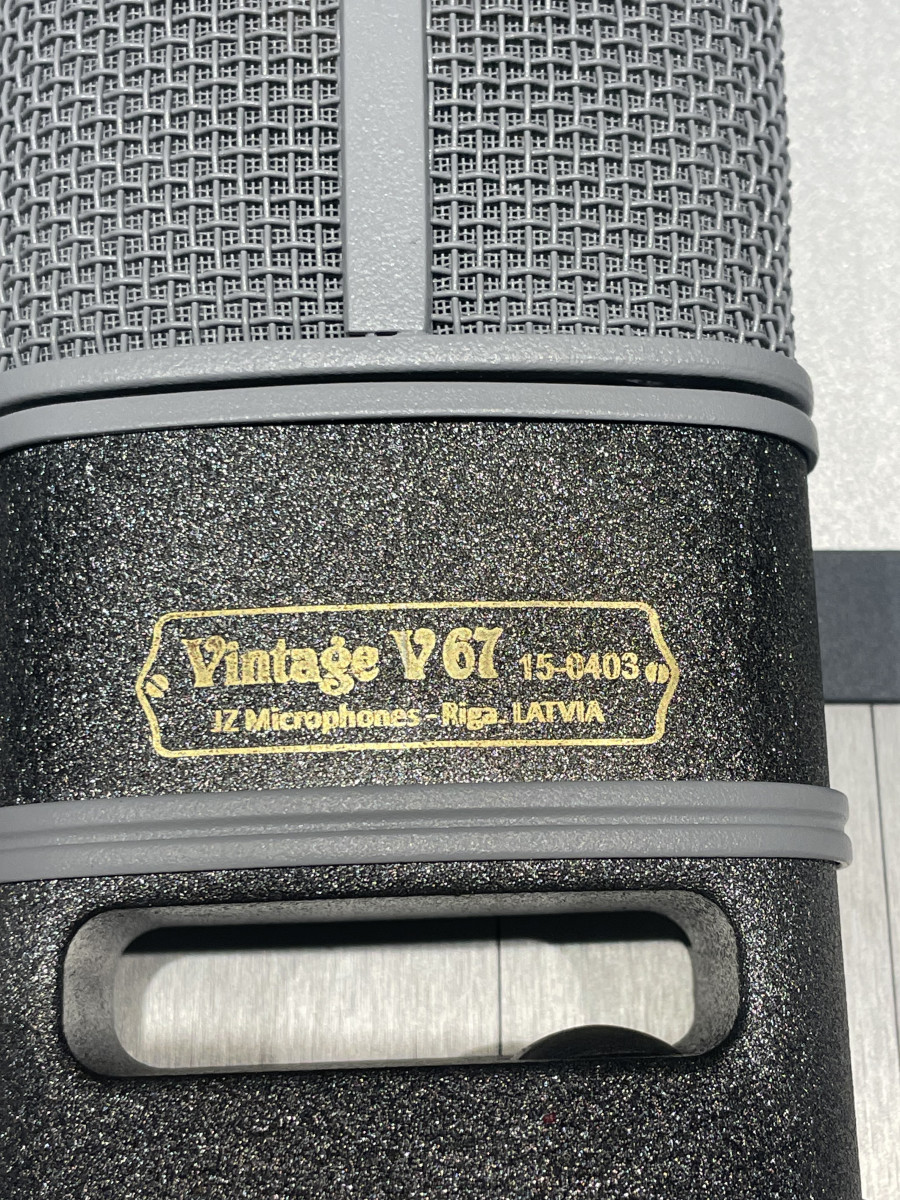 Vintage V67 15-0403
JZ Microphones - Riga. LATVIA